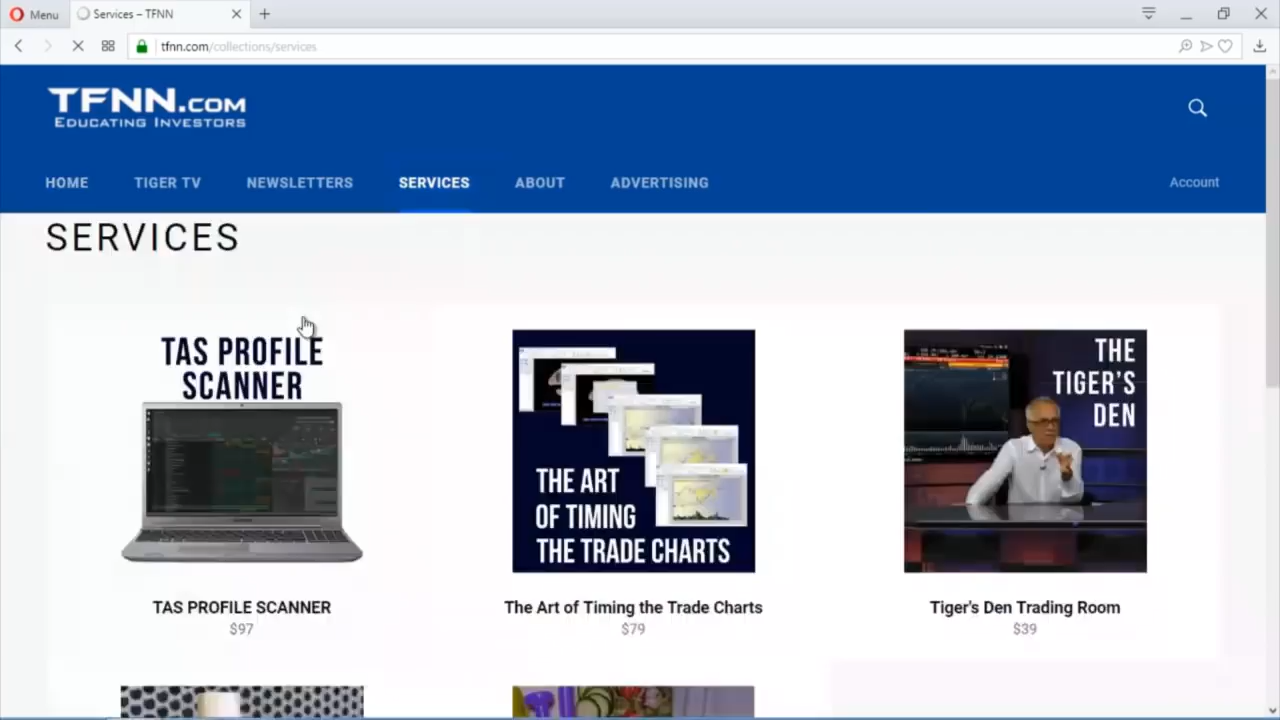 Menu
Services – TFNN
tfnn.com/collections/services
TFNN.COM
EDUCATING INVESTORS
HOME
TIGER TV
NEWSLETTERS
SERVICES
ABOUT
ADVERTISING
Account
SERVICES
TAS PROFILE
SCANNER
THE ART
OF TIMING
THE TRADE CHARTS
THE
TIGER'S
DEN
TAS PROFILE SCANNER
$97
The Art of Timing the Trade Charts
$79
Tiger's Den Trading Room
$39